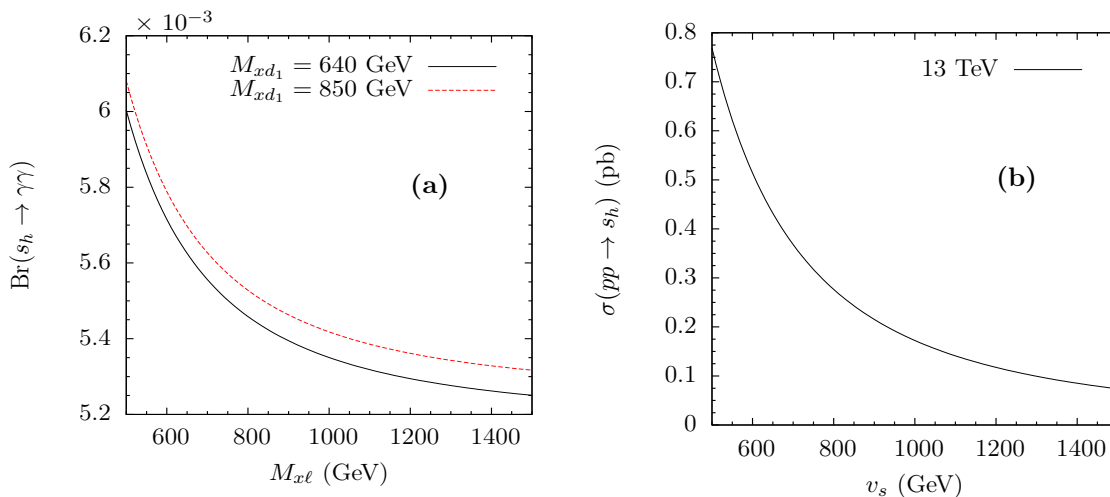 × 10⁻³
6.2
6
5.8
5.6
5.4
5.2
600 800 1000 1200 1400
M_{xℓ} (GeV)
Br(s_h → γγ)
M_{xd_1} = 640 GeV
M_{xd_1} = 850 GeV
(a)
0.8
0.7
0.6
0.5
0.4
0.3
0.2
0.1
0
600 800 1000 1200 1400
v_s (GeV)
σ(pp → s_h) (pb)
13 TeV
(b)